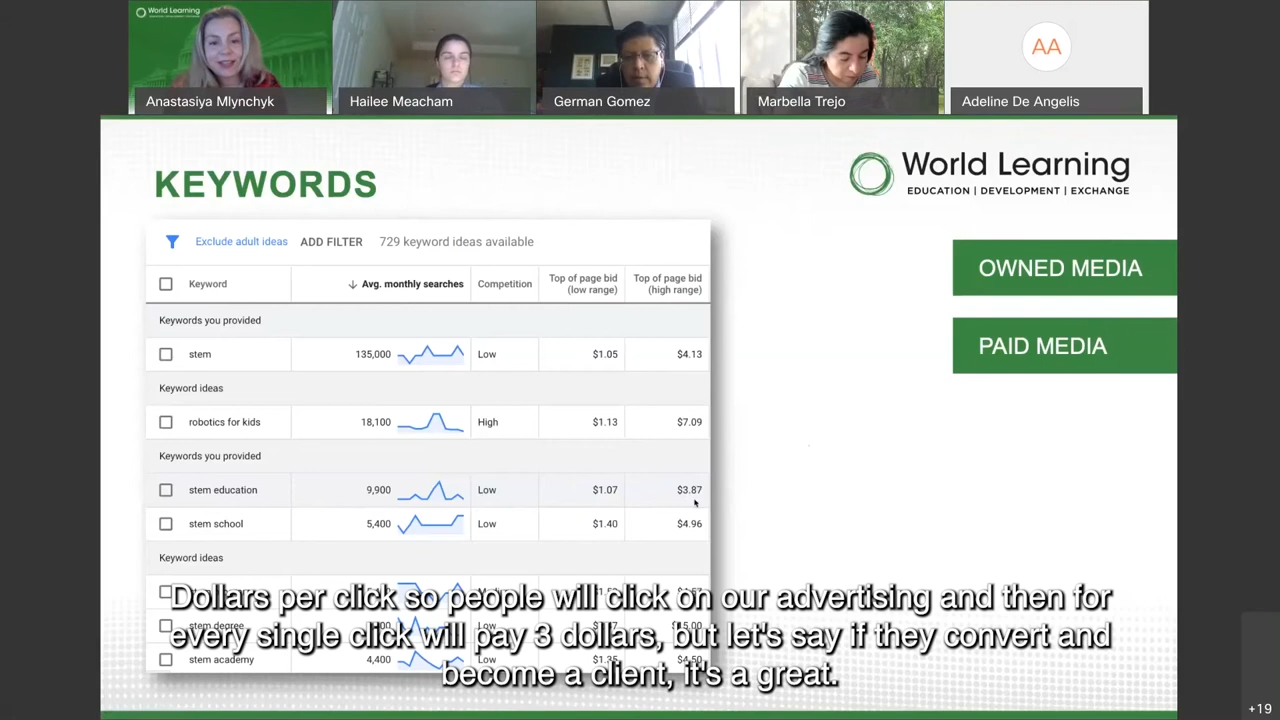 World Learning
EDUCATION | DEVELOPMENT | EXCHANGE
Anastasiya Mlynchyk
Hailee Meacham
German Gomez
Marbella Trejo
AA
Adeline De Angelis
KEYWORDS
World Learning
EDUCATION | DEVELOPMENT | EXCHANGE
OWNED MEDIA
PAID MEDIA
Exclude adult ideas ADD FILTER 729 keyword ideas available
Keyword Avg. monthly searches Competition Top of page bid (low range) Top of page bid (high range)
Keywords you provided
stem 135,000 Low $1.05 $4.13
Keyword ideas
robotics for kids 18,100 High $1.13 $7.09
Keywords you provided
stem education 9,900 Low $1.07 $3.87
stem school 5,400 Low $1.40 $4.96
Keyword ideas
stem degree
stem academy 4,400 Low
Dollars per click so people will click on our advertising and then for
every single click will pay 3 dollars, but let's say if they convert and
become a client, it's a great.
+19